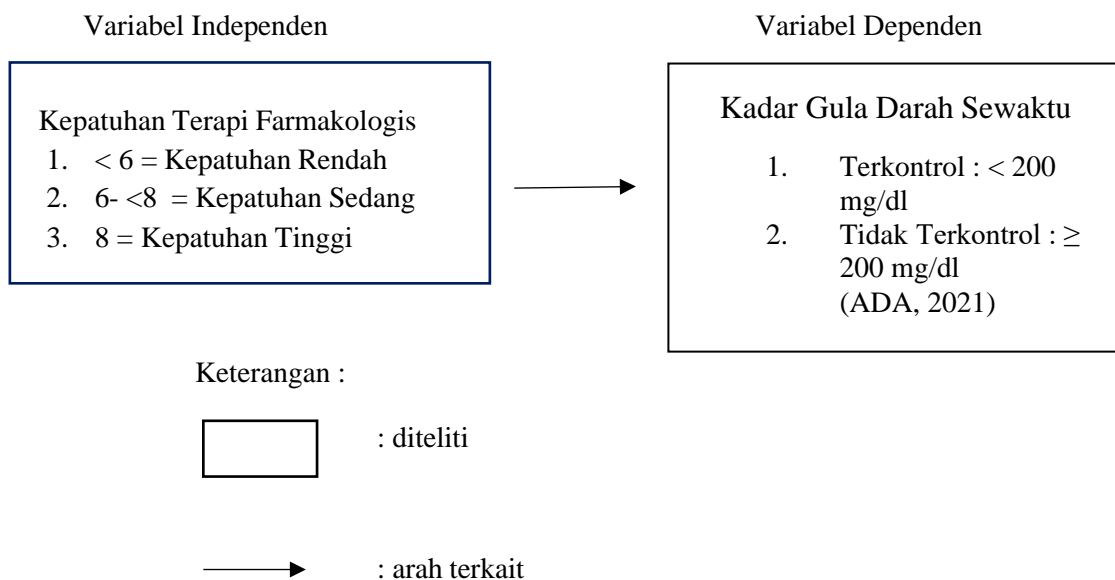 Variabel Independen
Variabel Dependen
Kepatuhan Terapi Farmakologis
1. < 6 = Kepatuhan Rendah
2. 6- <8 = Kepatuhan Sedang
3. 8 = Kepatuhan Tinggi
Kadar Gula Darah Sewaktu
1. Terkontrol : < 200
mg/dl
2. Tidak Terkontrol : ≥
200 mg/dl
(ADA, 2021)
Keterangan :
: diteliti
: arah terkait